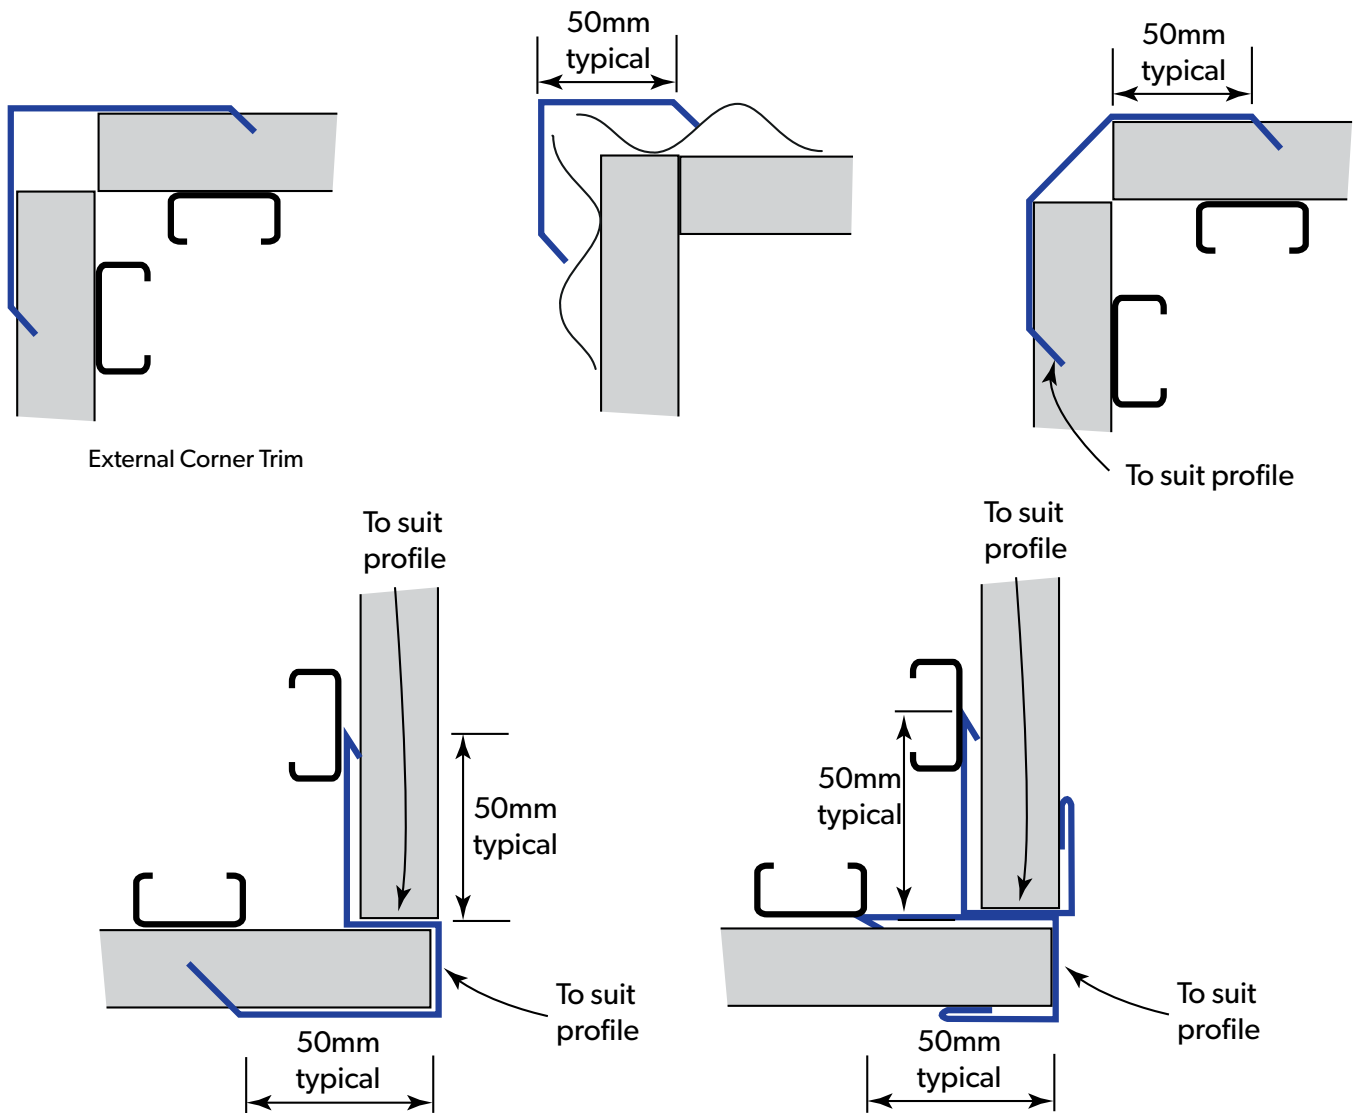 50mm
typical
50mm
typical
External Corner Trim
To suit profile
To suit
profile
To suit
profile
50mm
typical
50mm
typical
To suit
profile
To suit
profile
50mm
typical
50mm
typical